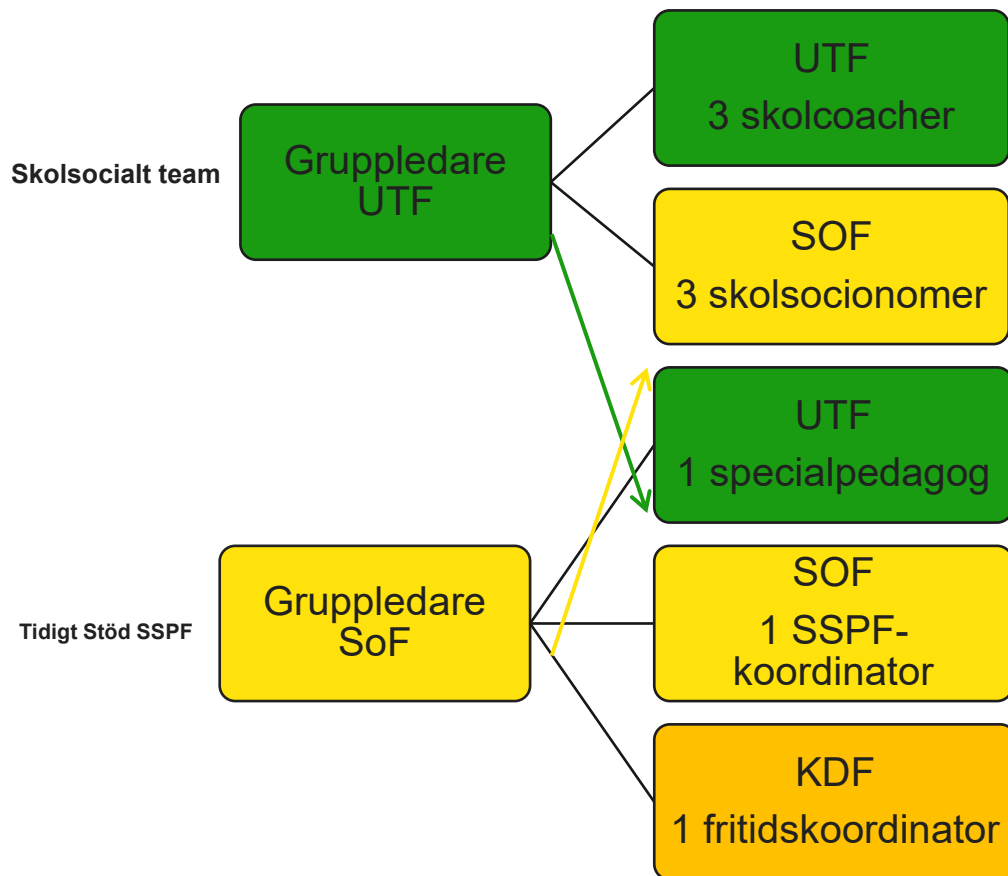 Skolsocialt team
Gruppledare
UTF
UTF
3 skolcoacher
SOF
3 skolsocionomer
Tidigt Stöd SSPF
Gruppledare
SoF
UTF
1 specialpedagog
SOF
1 SSPF-
koordinator
KDF
1 fritidskoordinator